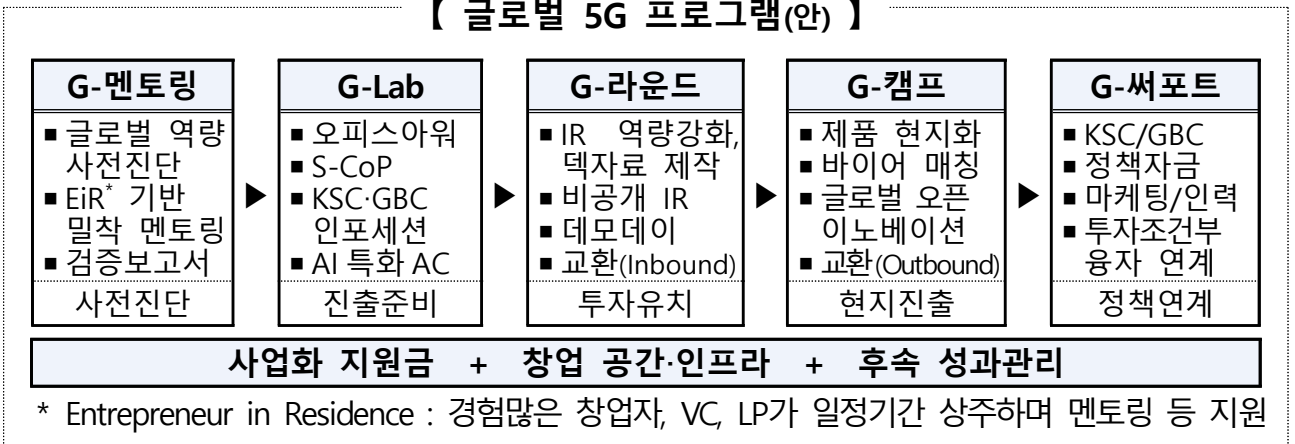 【 글로벌 5G 프로그램(안) 】
G-멘토링
■ 글로벌 역량
사전진단
■ EiR* 기반
밀착 멘토링
■ 검증보고서
사전진단
▶
G-Lab
■ 오피스아워
■ S-CoP
■ KSC·GBC
인포세션
■ AI 특화 AC
진출준비
▶
G-라운드
■ IR 역량강화,
덱자료 제작
■ 비공개 IR
■ 데모데이
■ 교환(Inbound)
투자유치
▶
G-캠프
■ 제품 현지화
■ 바이어 매칭
■ 글로벌 오픈
이노베이션
■ 교환(Outbound)
현지진출
▶
G-써포트
■ KSC/GBC
■ 정책자금
■ 마케팅/인력
■ 투자조건부
융자 연계
정책연계
사업화 지원금 + 창업 공간·인프라 + 후속 성과관리
* Entrepreneur in Residence : 경험많은 창업자, VC, LP가 일정기간 상주하며 멘토링 등 지원